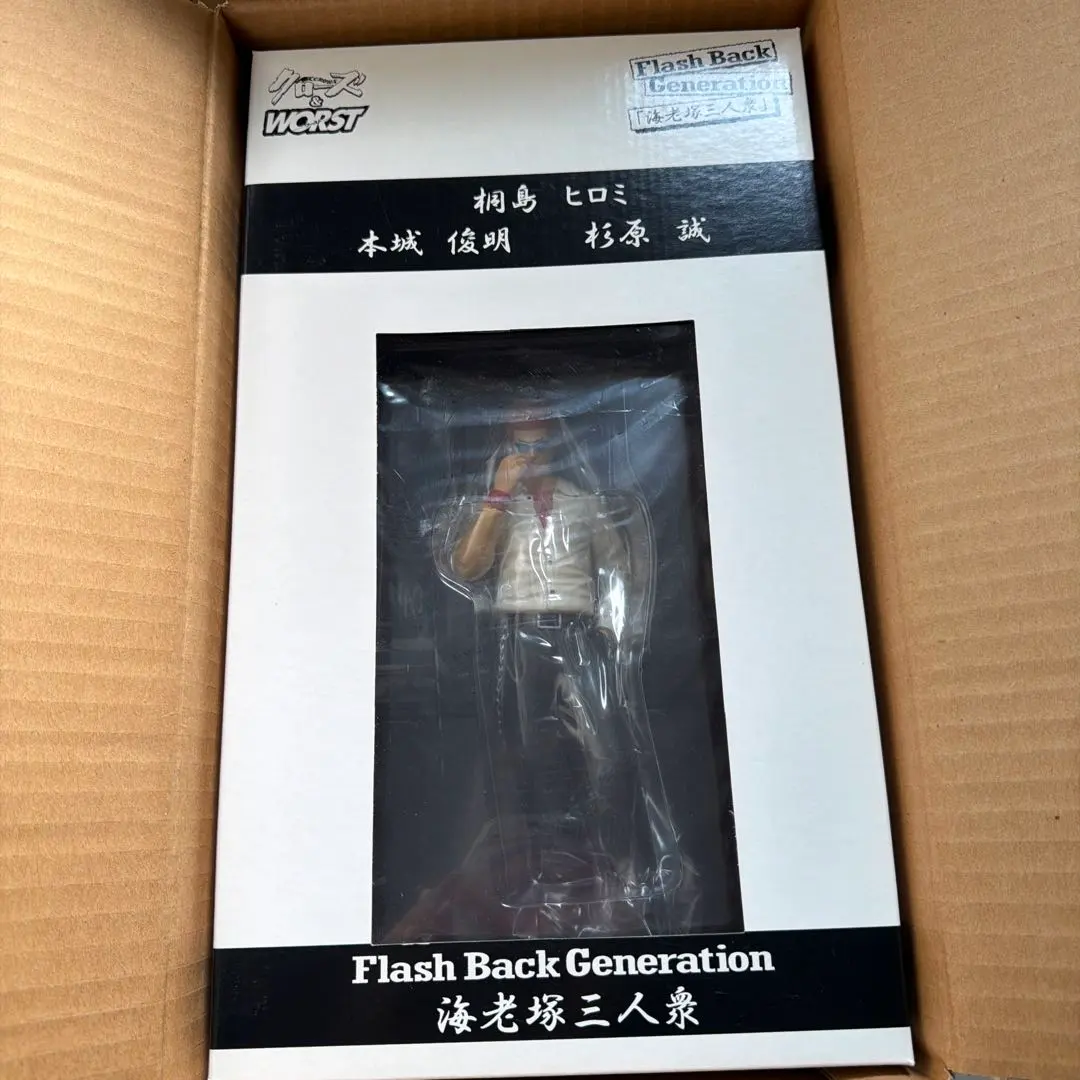 クローズ
&
WORST
Flash Back
Generation
「海老塚三人衆」
桐島 ヒロミ
本城 俊明 杉原 誠
Flash Back Generation
海老塚三人衆